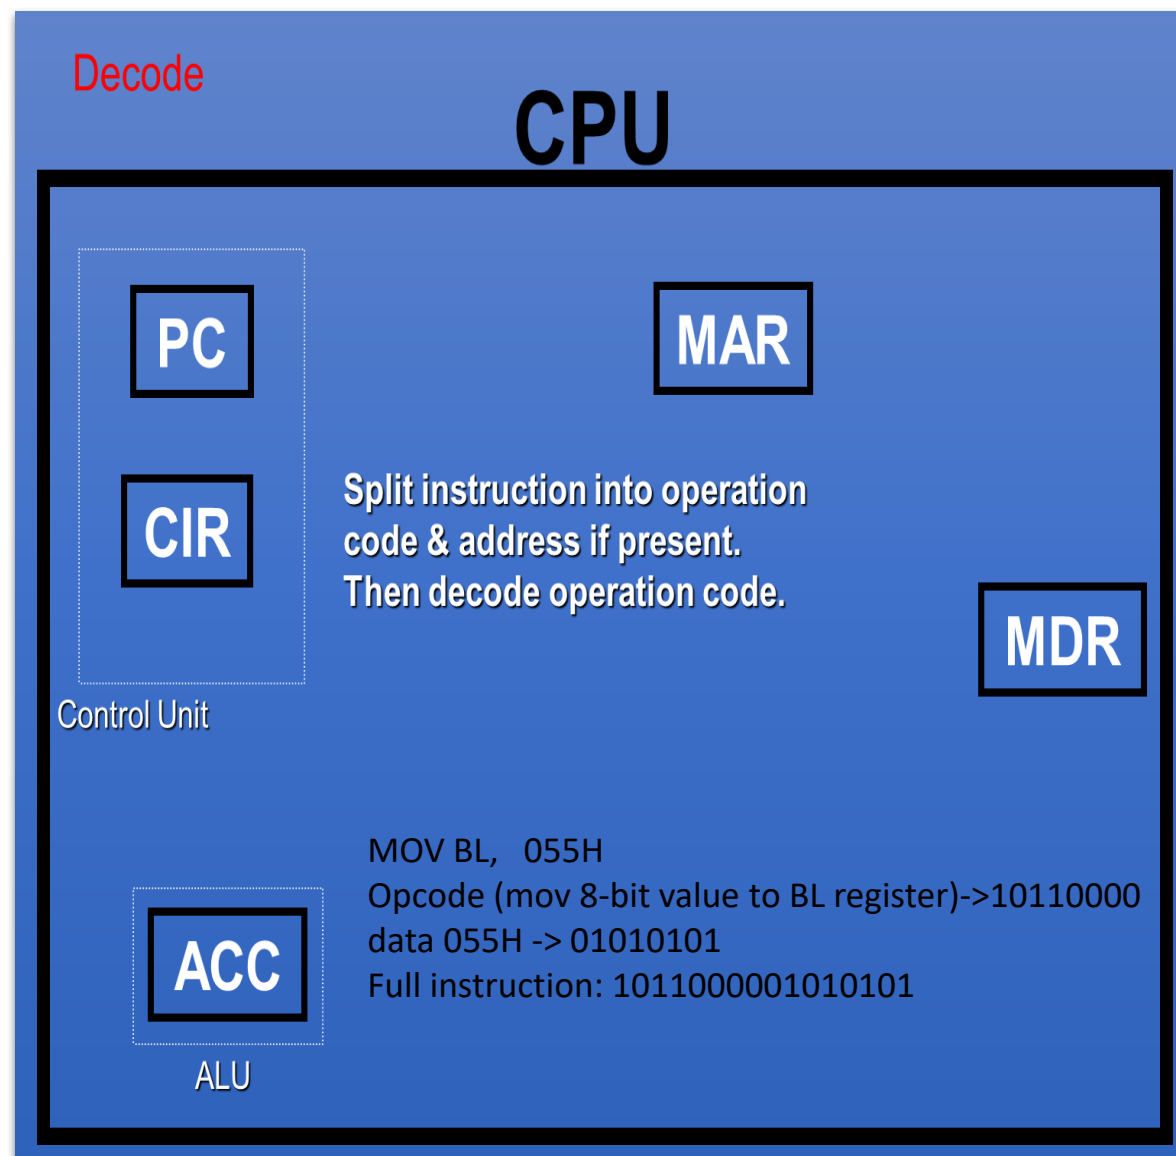 Decode
CPU
PC
MAR
CIR
Split instruction into operation
code & address if present.
Then decode operation code.
MDR
Control Unit
MOV BL,   055H
Opcode (mov 8-bit value to BL register)->10110000
data 055H -> 01010101
Full instruction: 1011000001010101
ACC
ALU